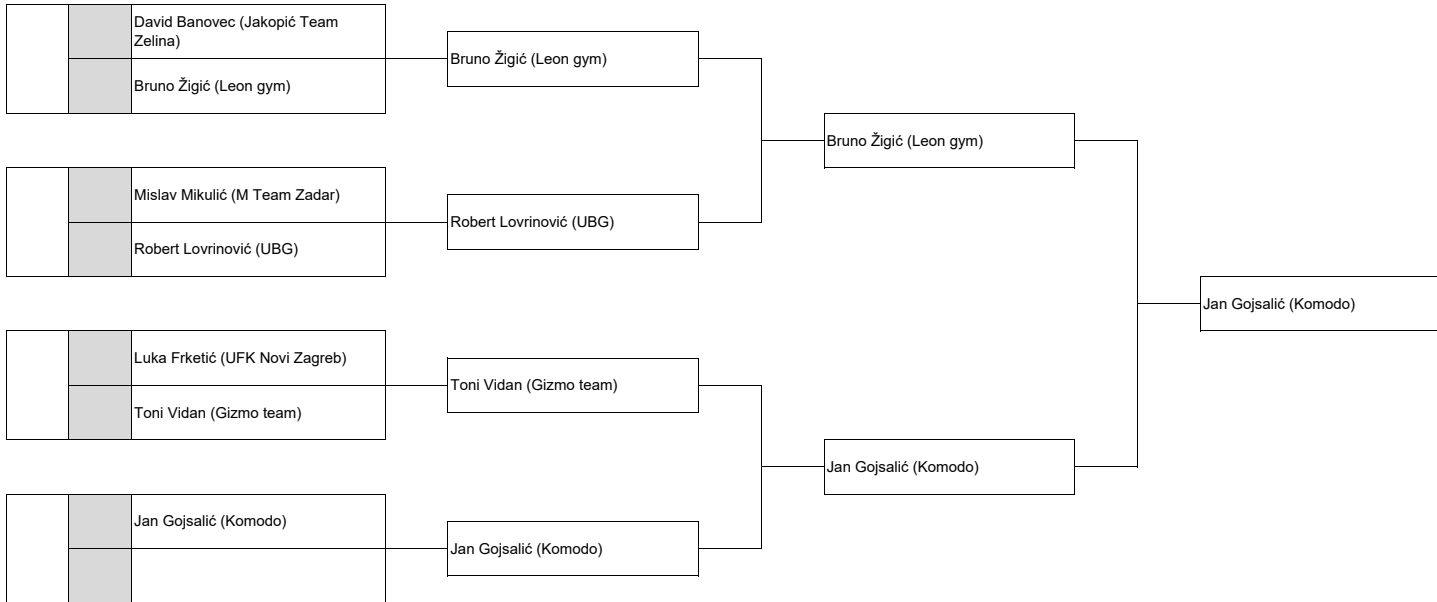 David Banovec (Jakopić Team
Zelina)
Bruno Žigić (Leon gym)
Mislav Mikulić (M Team Zadar)
Robert Lovrinović (UBG)
Luka Frketić (UFK Novi Zagreb)
Toni Vidan (Gizmo team)
Jan Gojsalić (Komodo)
Bruno Žigić (Leon gym)
Robert Lovrinović (UBG)
Toni Vidan (Gizmo team)
Jan Gojsalić (Komodo)
Bruno Žigić (Leon gym)
Jan Gojsalić (Komodo)
Jan Gojsalić (Komodo)